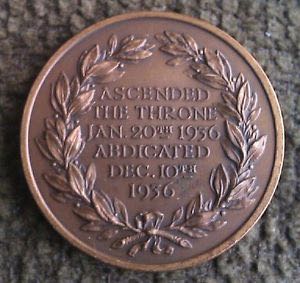 ASCENDED
THE THRONE
JAN. 20TH 1936
ABDICATED
DEC. 10TH
1936